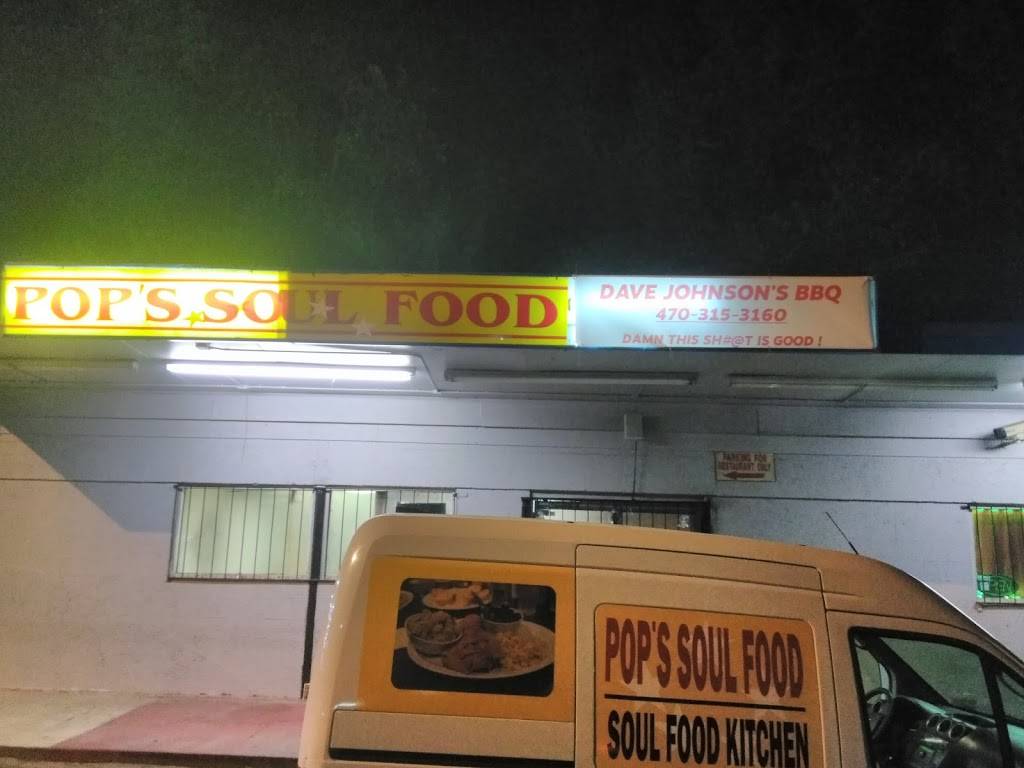 POP'S SOUL FOOD
DAVE JOHNSON'S BBQ
470-315-3160
DAMN THIS SH#@T IS GOOD !
PARKING FOR
RESTAURANT ONLY
POP'S SOUL FOOD
SOUL FOOD KITCHEN